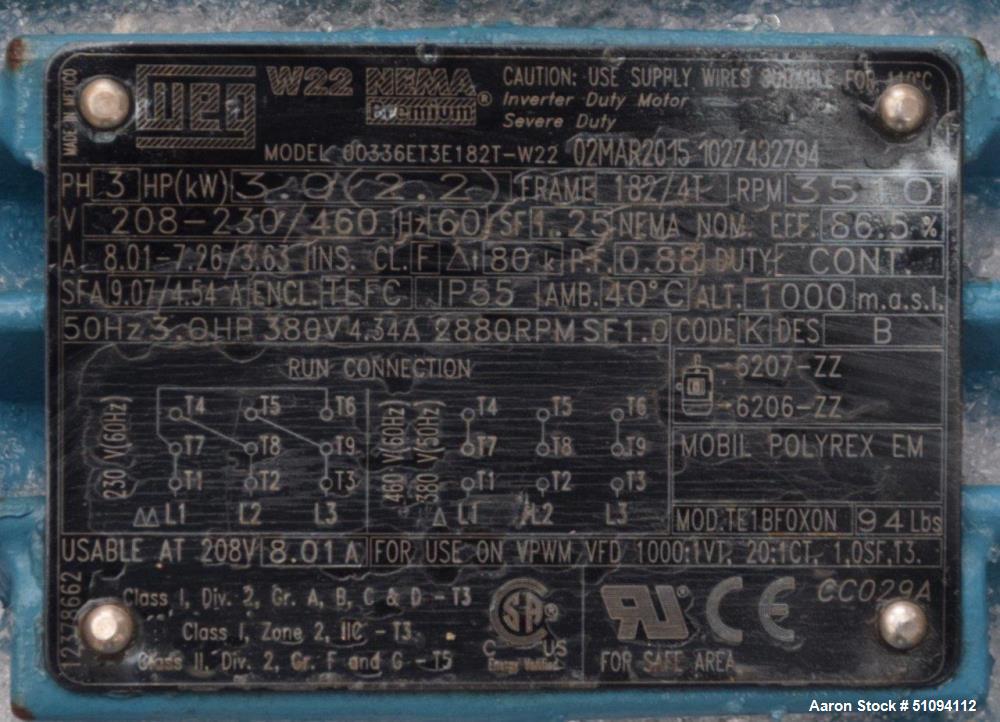 MADE IN MEXICO
WEG W22 NEMA Premium®
CAUTION: USE SUPPLY WIRES SUITABLE FOR 110°C
Inverter Duty Motor
Severe Duty
MODEL 00336ET3E182T-W22 02MAR2015 1027432794
PH 3 HP(kW) 3.0(2.2) FRAME 182/4T RPM 3510
V 208-230/460 Hz 60 SF 1.25 NEMA NOM. EFF. 86.5 %
A 8.01-7.26/3.63 INS. CL. F Δt 80 K P.F. 0.88 DUTY CONT.
SFA 9.07/4.54 A ENCL. TEFC IP55 AMB. 40°C ALT. 1000 m.a.s.l.
50Hz 3.0HP 380V 4.34A 2880RPM SF1.0 CODE K DES B
RUN CONNECTION
230 V(60Hz)
T4 T5 T6
T7 T8 T9
T1 T2 T3
ΔΔ L1 L2 L3
460 V(60Hz)
380 V(50Hz)
T4 T5 T6
T7 T8 T9
T1 T2 T3
Δ L1 L2 L3
6207-ZZ
6206-ZZ
MOBIL POLYREX EM
MOD.TE1BF0X0N 94 Lbs
USABLE AT 208V 8.01 A FOR USE ON VPWM VFD 1000:1VT, 20:1CT, 1.0SF,T3.
12378662
Class I, Div. 2, Gr. A, B, C & D - T3
Class I, Zone 2, IIC - T3
Class II, Div. 2, Gr. F and G - T5
SA
C US
Energy Verified
RU CE
CC029A
FOR SAFE AREA
Aaron Stock # 51094112